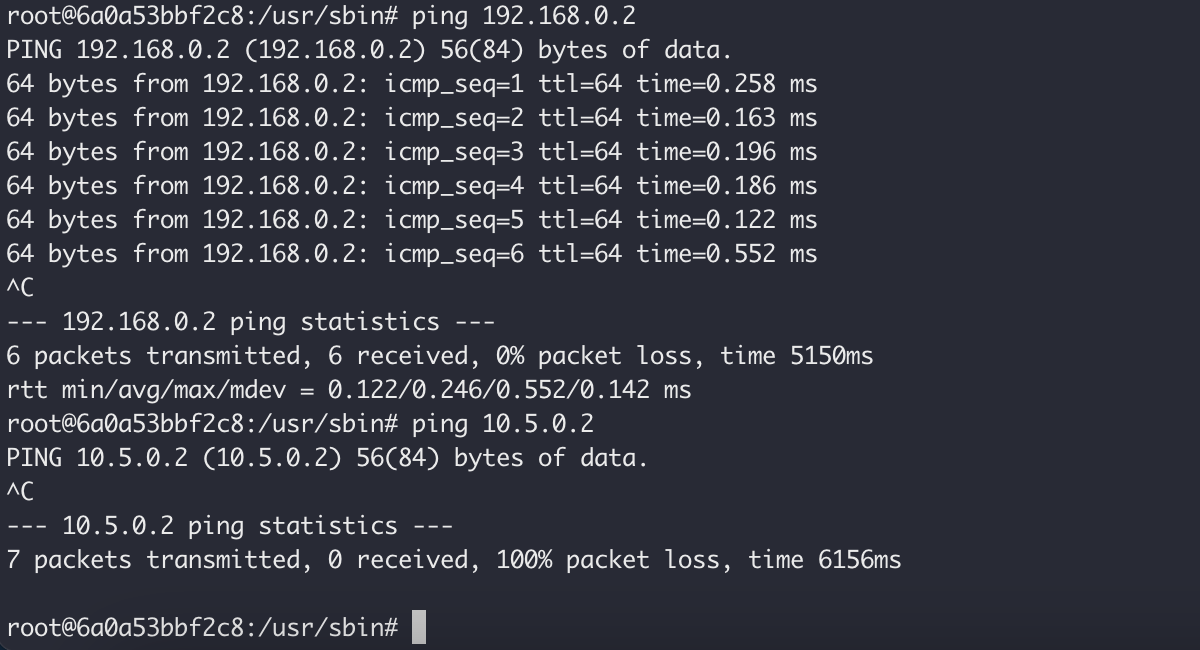 root@6a0a53bbf2c8:/usr/sbin# ping 192.168.0.2
PING 192.168.0.2 (192.168.0.2) 56(84) bytes of data.
64 bytes from 192.168.0.2: icmp_seq=1 ttl=64 time=0.258 ms
64 bytes from 192.168.0.2: icmp_seq=2 ttl=64 time=0.163 ms
64 bytes from 192.168.0.2: icmp_seq=3 ttl=64 time=0.196 ms
64 bytes from 192.168.0.2: icmp_seq=4 ttl=64 time=0.186 ms
64 bytes from 192.168.0.2: icmp_seq=5 ttl=64 time=0.122 ms
64 bytes from 192.168.0.2: icmp_seq=6 ttl=64 time=0.552 ms
^C
--- 192.168.0.2 ping statistics ---
6 packets transmitted, 6 received, 0% packet loss, time 5150ms
rtt min/avg/max/mdev = 0.122/0.246/0.552/0.142 ms
root@6a0a53bbf2c8:/usr/sbin# ping 10.5.0.2
PING 10.5.0.2 (10.5.0.2) 56(84) bytes of data.
^C
--- 10.5.0.2 ping statistics ---
7 packets transmitted, 0 received, 100% packet loss, time 6156ms
root@6a0a53bbf2c8:/usr/sbin#